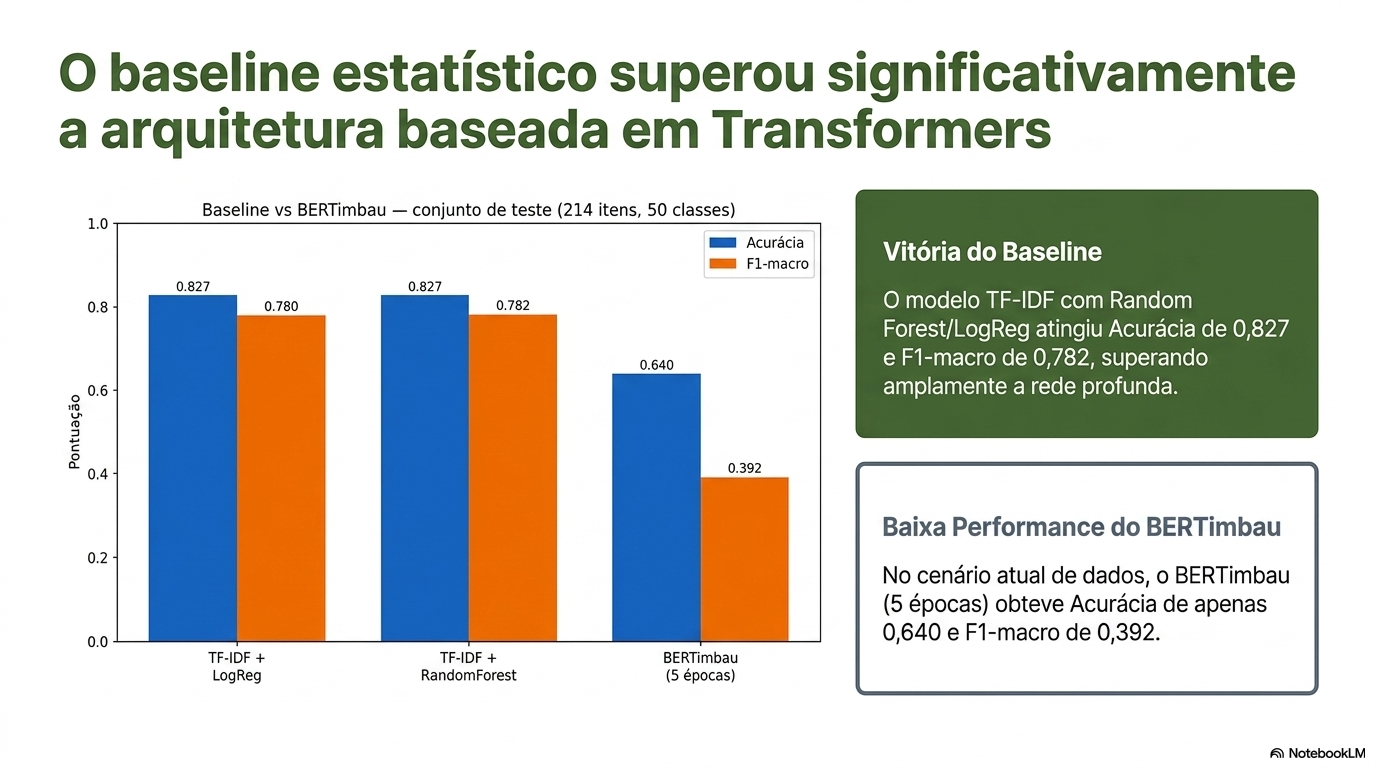 O baseline estatístico superou significativamente
a arquitetura baseada em Transformers
Baseline vs BERTimbau — conjunto de teste (214 itens, 50 classes)
Pontuação
1.0
0.8
0.6
0.4
0.2
0.0
Acurácia
F1-macro
0.827
0.780
0.827
0.782
0.640
0.392
TF-IDF +
LogReg
TF-IDF +
RandomForest
BERTimbau
(5 épocas)
Vitória do Baseline
O modelo TF-IDF com Random
Forest/LogReg atingiu Acurácia de 0,827
e F1-macro de 0,782, superando
amplamente a rede profunda.
Baixa Performance do BERTimbau
No cenário atual de dados, o BERTimbau
(5 épocas) obteve Acurácia de apenas
0,640 e F1-macro de 0,392.
NotebookLM